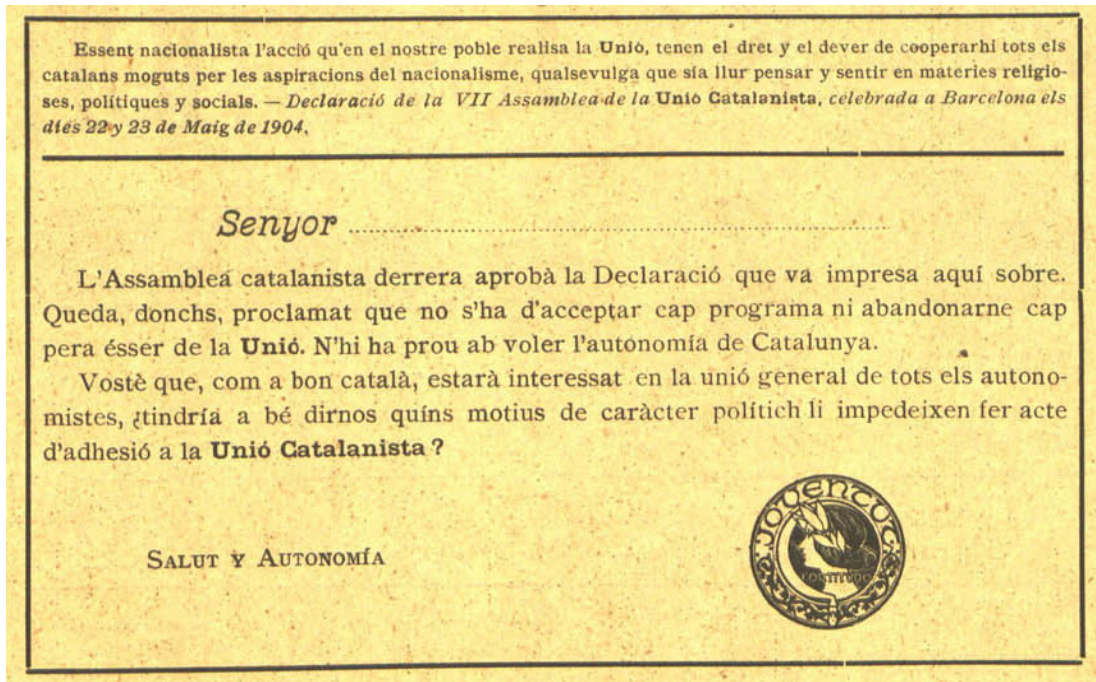 Essent nacionalista l'acció qu'en el nostre poble realisa la Unió, tenen el dret y el dever de cooperarhi tots els
catalans moguts per les aspiracions del nacionalisme, qualsevulga que sía llur pensar y sentir en materies religio-
ses, polítiques y socials. — Declaració de la VII Assamblea de la Unió Catalanista, celebrada a Barcelona els
díes 22 y 23 de Maig de 1904.
Senyor
L'Assamblea catalanista derrera aprobà la Declaració que va impresa aquí sobre.
Queda, donchs, proclamat que no s'ha d'acceptar cap programa ni abandonarne cap
pera ésser de la Unió. N'hi ha prou ab voler l'autonomía de Catalunya.
Vostè que, com a bon català, estarà interessat en la unió general de tots els autono-
mistes, ¿tindría a bé dirnos quíns motius de caràcter polítich li impedeixen fer acte
d'adhesió a la Unió Catalanista?
JOVENTUT
Salut y Autonomía